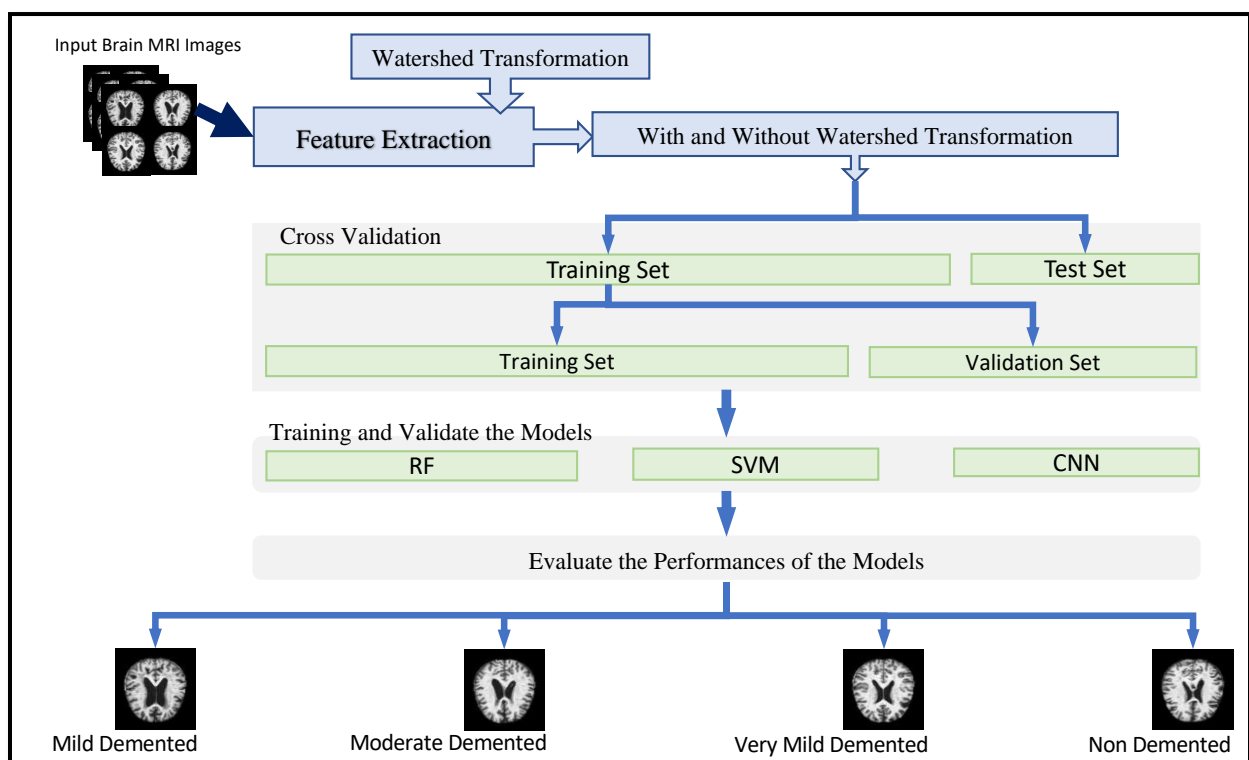 Input Brain MRI Images
Watershed Transformation
Feature Extraction
With and Without Watershed Transformation
Cross Validation
Training Set
Test Set
Training Set
Validation Set
Training and Validate the Models
RF
SVM
CNN
Evaluate the Performances of the Models
Mild Demented
Moderate Demented
Very Mild Demented
Non Demented